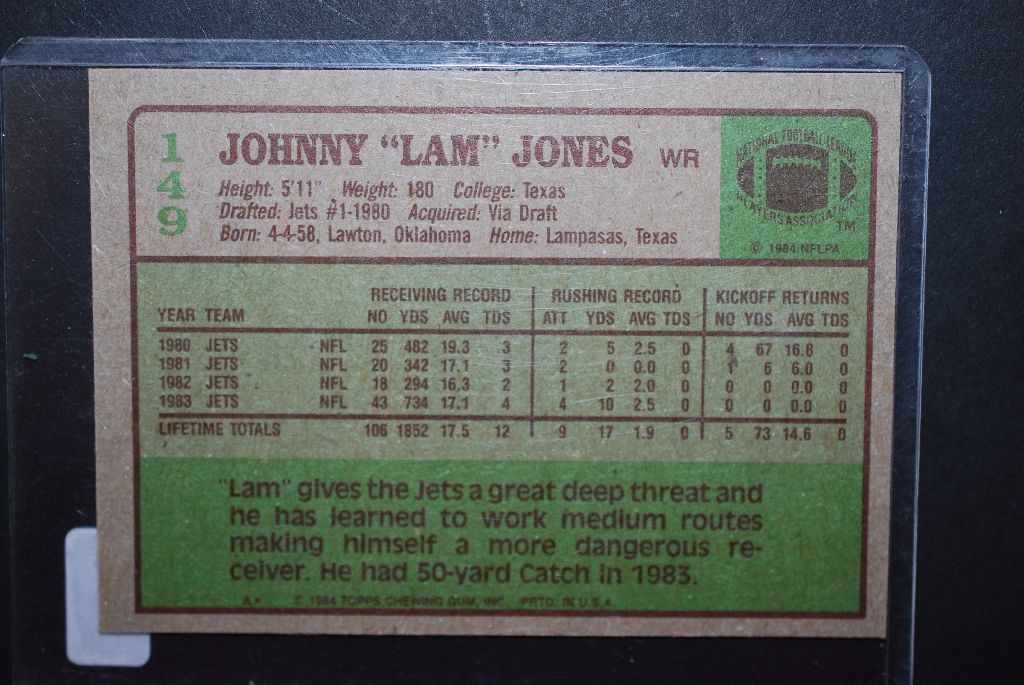 149
JOHNNY "LAM" JONES WR
Height: 5'11" Weight: 180 College: Texas
Drafted: Jets #1-1980 Acquired: Via Draft
Born: 4-4-58, Lawton, Oklahoma Home: Lampasas, Texas
NATIONAL FOOTBALL LEAGUE
PLAYERS ASSOCIATION
TM
© 1984 NFLPA
RECEIVING RECORD RUSHING RECORD KICKOFF RETURNS
YEAR TEAM NO YDS AVG TDS ATT YDS AVG TDS NO YDS AVG TDS
1980 JETS NFL 25 482 19.3 3 2 5 2.5 0 4 67 16.8 0
1981 JETS NFL 20 342 17.1 3 2 0 0.0 0 1 6 6.0 0
1982 JETS NFL 18 294 16.3 2 1 2 2.0 0 0 0 0.0 0
1983 JETS NFL 43 734 17.1 4 4 10 2.5 0 0 0 0.0 0
LIFETIME TOTALS 106 1852 17.5 12 9 17 1.9 0 5 73 14.6 0
"Lam" gives the Jets a great deep threat and
he has learned to work medium routes
making himself a more dangerous re-
ceiver. He had 50-yard Catch in 1983.
A* © 1984 TOPPS CHEWING GUM, INC. PRTD. IN U.S.A.